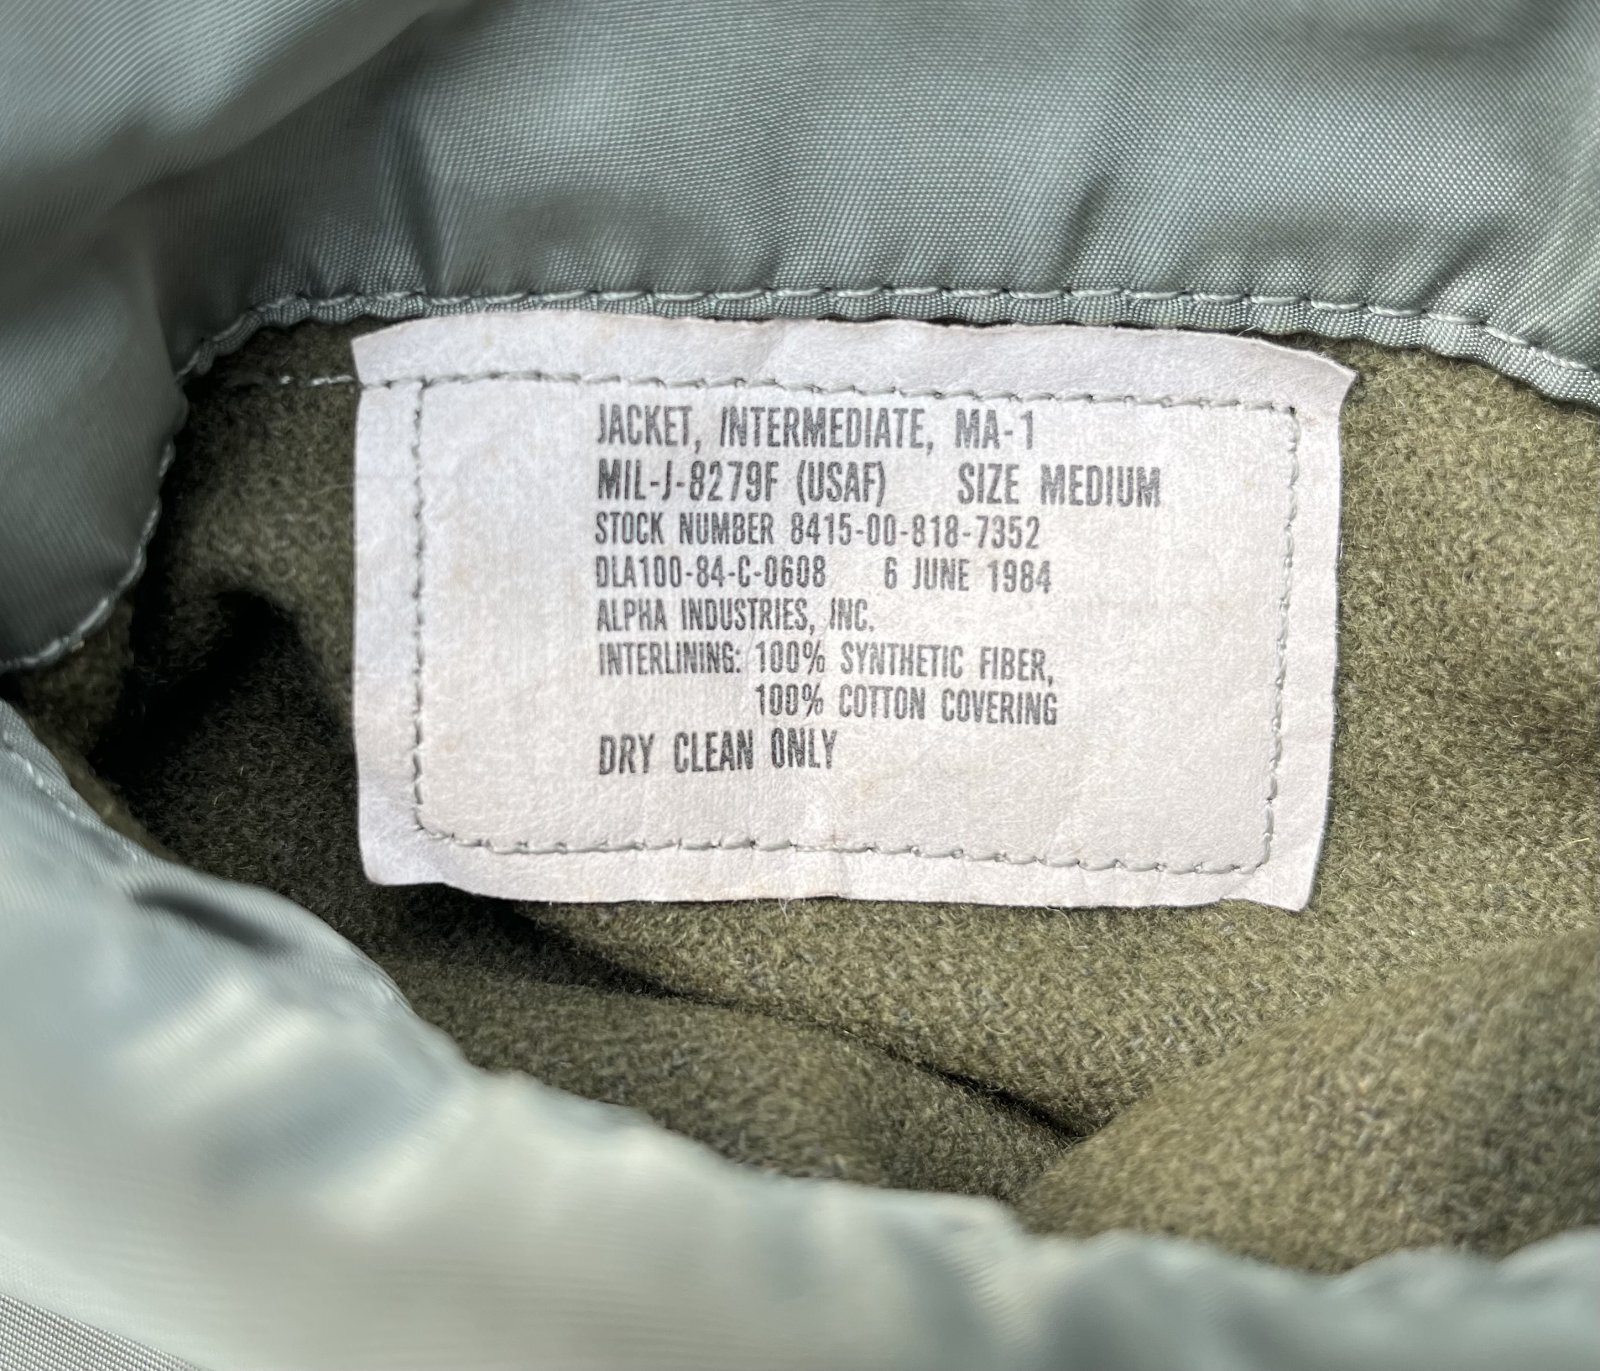 JACKET, INTERMEDIATE, MA-1
MIL-J-8279F (USAF) SIZE MEDIUM
STOCK NUMBER 8415-00-818-7352
DLA100-84-C-0608 6 JUNE 1984
ALPHA INDUSTRIES, INC.
INTERLINING: 100% SYNTHETIC FIBER,
100% COTTON COVERING
DRY CLEAN ONLY